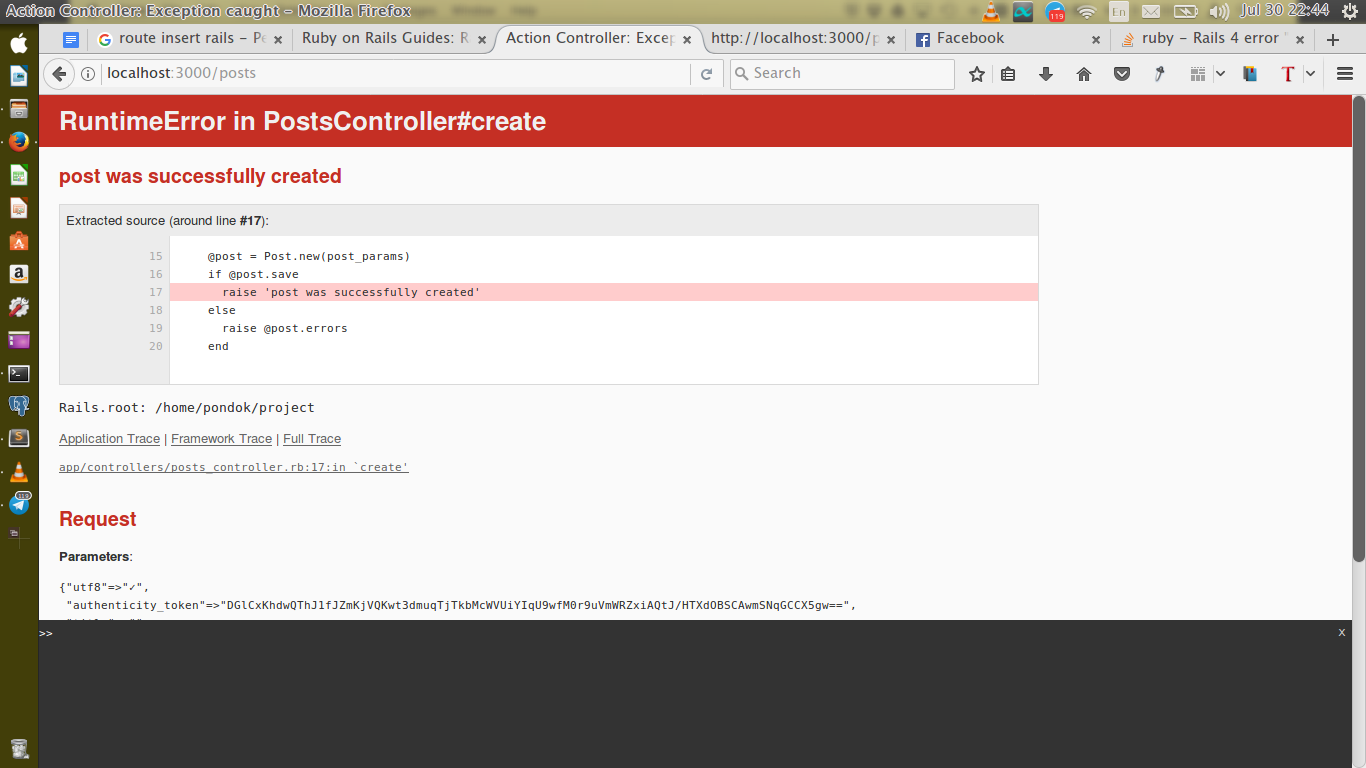 Action Controller: Exception caught – Mozilla Firefox
119
En
Jul 30 22:44
route insert rails – Pe
Ruby on Rails Guides: R
Action Controller: Excep
http://localhost:3000/p
Facebook
ruby – Rails 4 error
localhost:3000/posts
Search
RuntimeError in PostsController#create
post was successfully created
Extracted source (around line #17):
15 @post = Post.new(post_params)
16 if @post.save
17 raise 'post was successfully created'
18 else
19 raise @post.errors
20 end
Rails.root: /home/pondok/project
Application Trace | Framework Trace | Full Trace
app/controllers/posts_controller.rb:17:in `create'
Request
Parameters:
{"utf8"=>"✓",
"authenticity_token"=>"DGlCxKhdwQThJ1fJZmKjVQKwt3dmuqTjTkbMcWVUiYIqU9wfM0r9uVmWRZxiAQtJ/HTXdOBSCAwmSNqGCCX5gw==",
>>
x